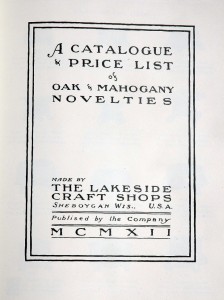 A CATALOGUE
& PRICE LIST
of
OAK & MAHOGANY
NOVELTIES
MADE BY
THE LAKESIDE
CRAFT SHOPS
SHEBOYGAN WIS., U.S.A.
Publised by the Company
MCMXII